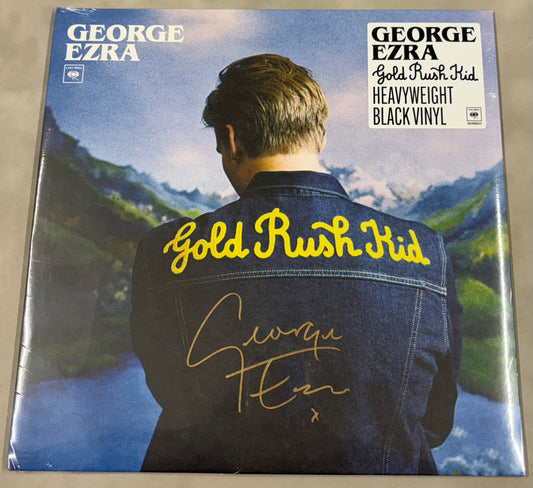 GEORGE
EZRA
GEORGE
EZRA
Gold Rush Kid
HEAVYWEIGHT
BLACK VINYL
Gold Rush Kid
George
Ezra
x